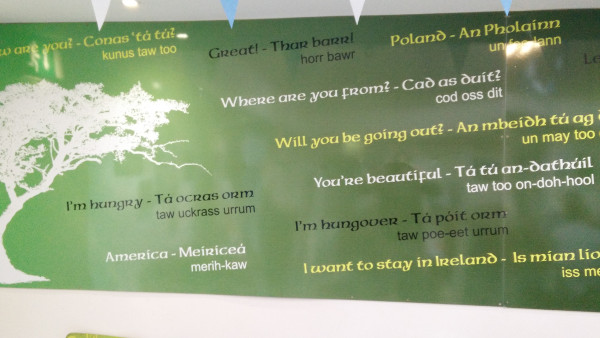 w are you? - Conas 'tá tú?
kunus taw too
Great! - Thar barr!
horr bawr
Poland - An Pholainn
un lann
Le
Where are you from? - Cad as duit?
cod oss dit
Will you be going out? - An mbeidh tú ag
un may too
You're beautiful - Tá tú an-dathúil
taw too on-doh-hool
I'm hungry - Tá ocras orm
taw uckrass urrum
I'm hungover - Tá póit orm
taw poe-eet urrum
America - Meiriceá
merih-kaw
I want to stay in Ireland - Is mian lio
iss me